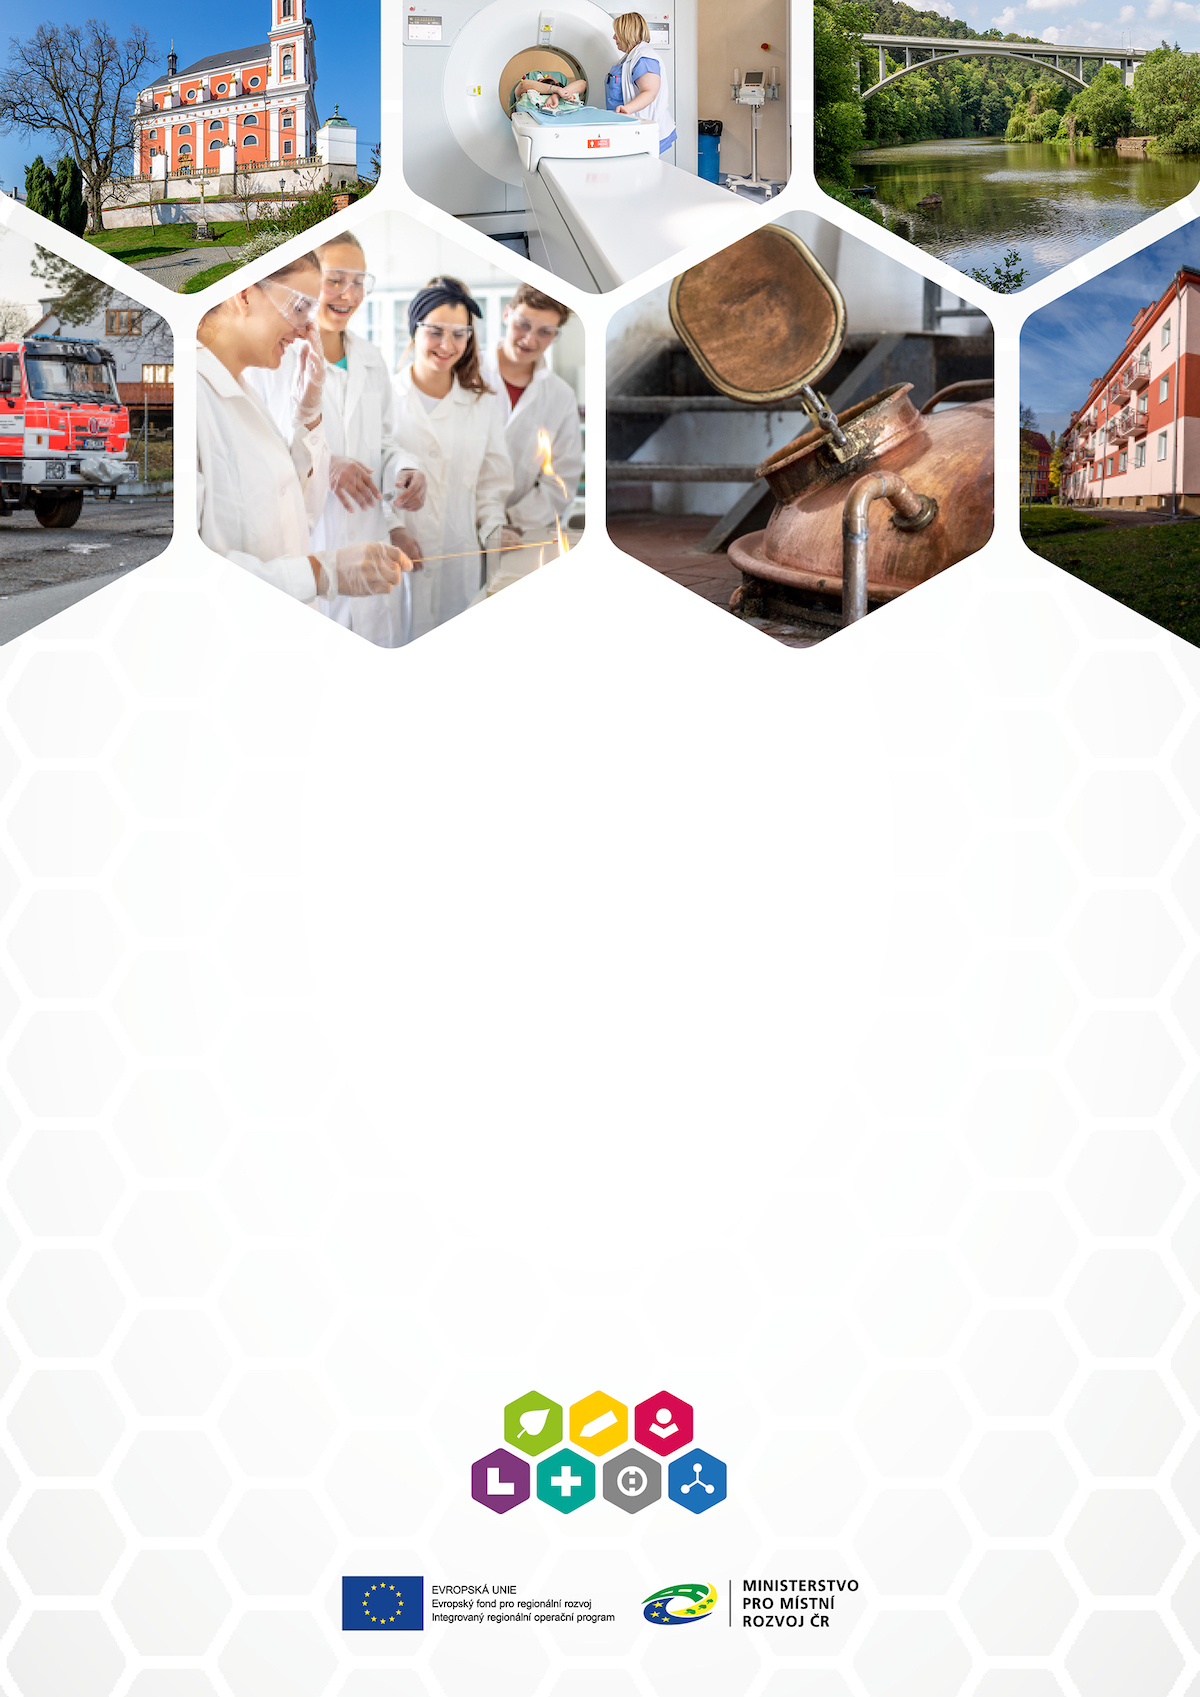 EVROPSKÁ UNIE
Evropský fond pro regionální rozvoj
Integrovaný regionální operační program
MINISTERSTVO
PRO MÍSTNÍ
ROZVOJ ČR